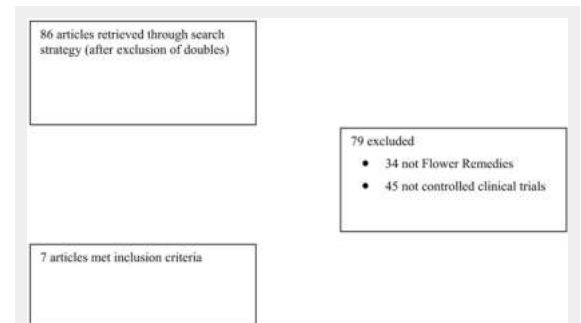 86 articles retrieved through search
strategy (after exclusion of doubles)
79 excluded
• 34 not Flower Remedies
• 45 not controlled clinical trials
7 articles met inclusion criteria